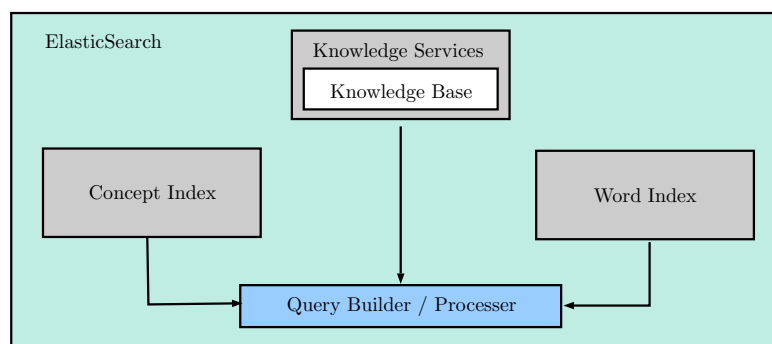 ElasticSearch
Knowledge Services
Knowledge Base
Concept Index
Word Index
Query Builder / Processer